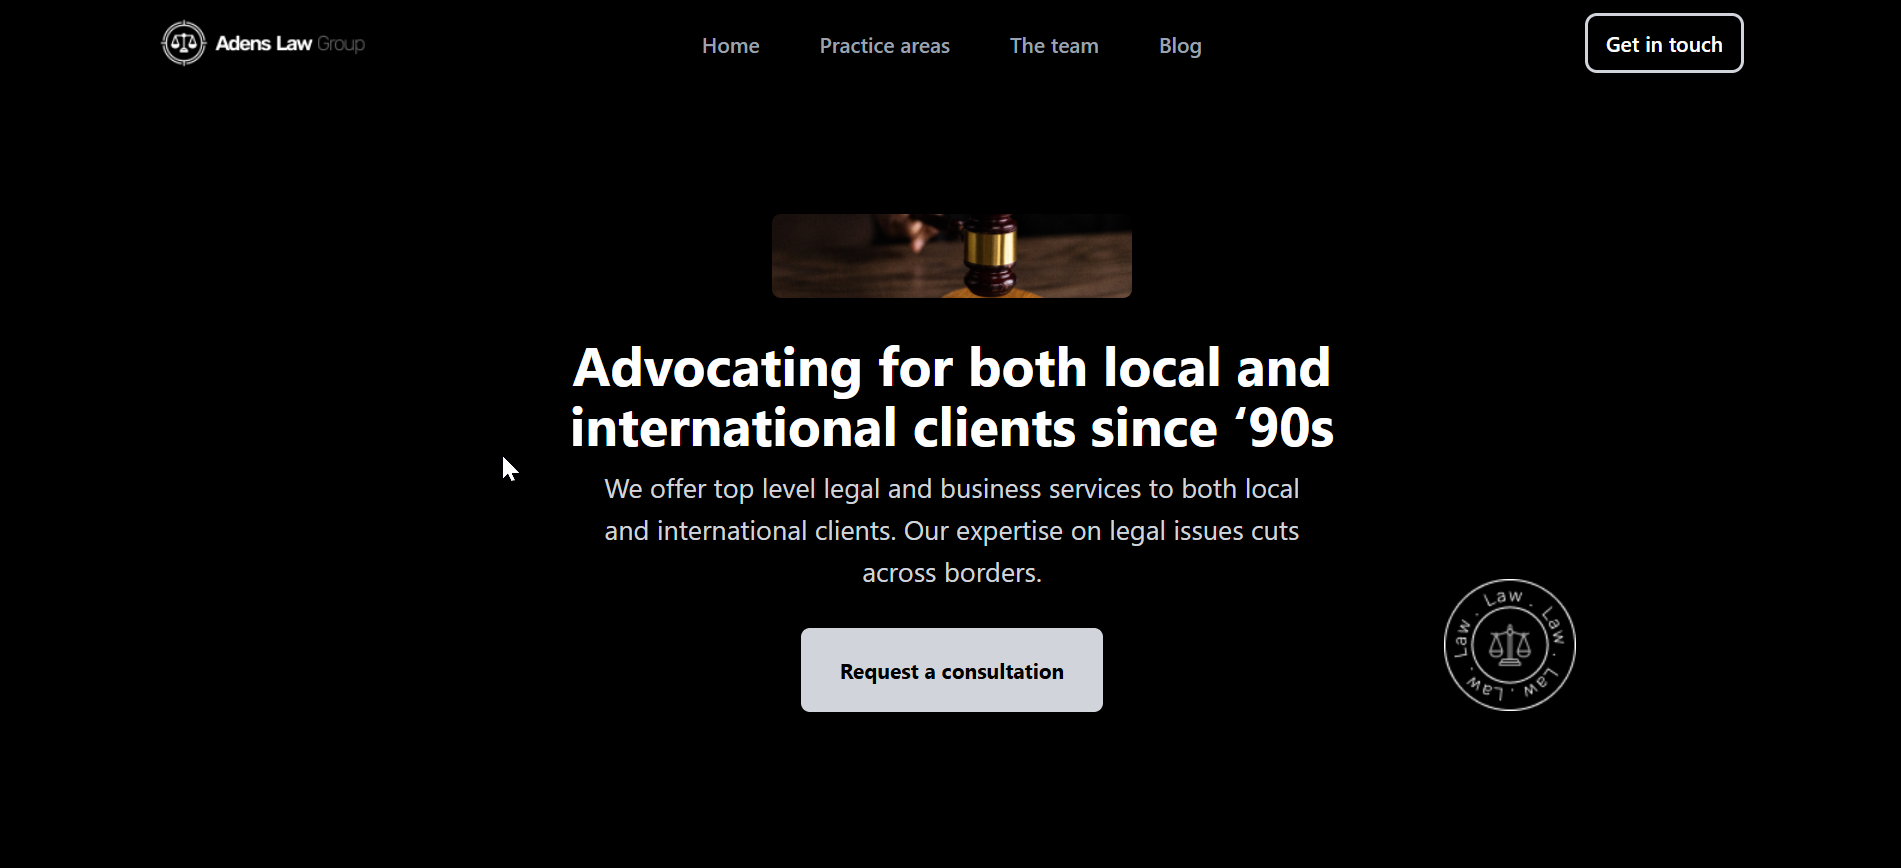 Adens Law Group
Home
Practice areas
The team
Blog
Get in touch
Advocating for both local and
international clients since ‘90s
We offer top level legal and business services to both local
and international clients. Our expertise on legal issues cuts
across borders.
Request a consultation
Law . Law . Law . Law . Law .